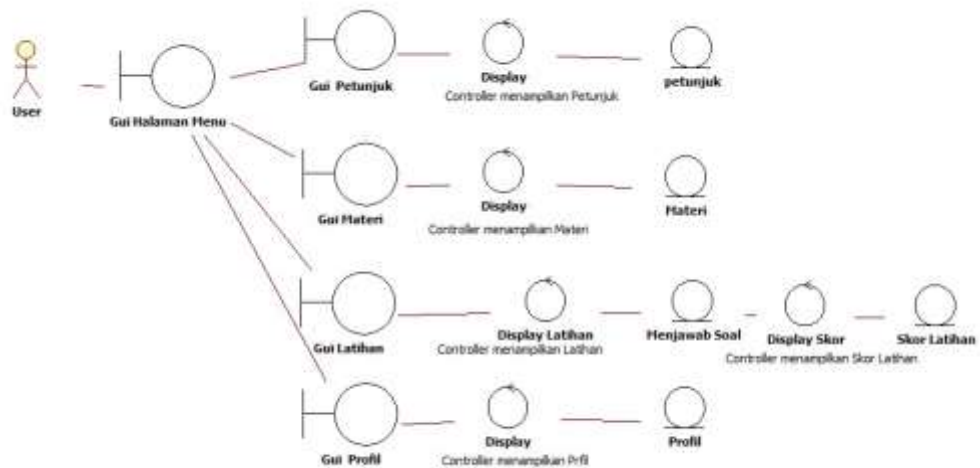 User
Gui Halaman Menu
Gui Petunjuk
Display
Controller menampilkan Petunjuk
petunjuk
Gui Materi
Display
Controller menampilkan Materi
Materi
Gui Latihan
Display Latihan
Controller menampilkan Latihan
Menjawab Soal
Display Skor
Controller menampilkan Skor Latihan
Skor Latihan
Gui Profil
Display
Controller menampilkan Prfil
Profil